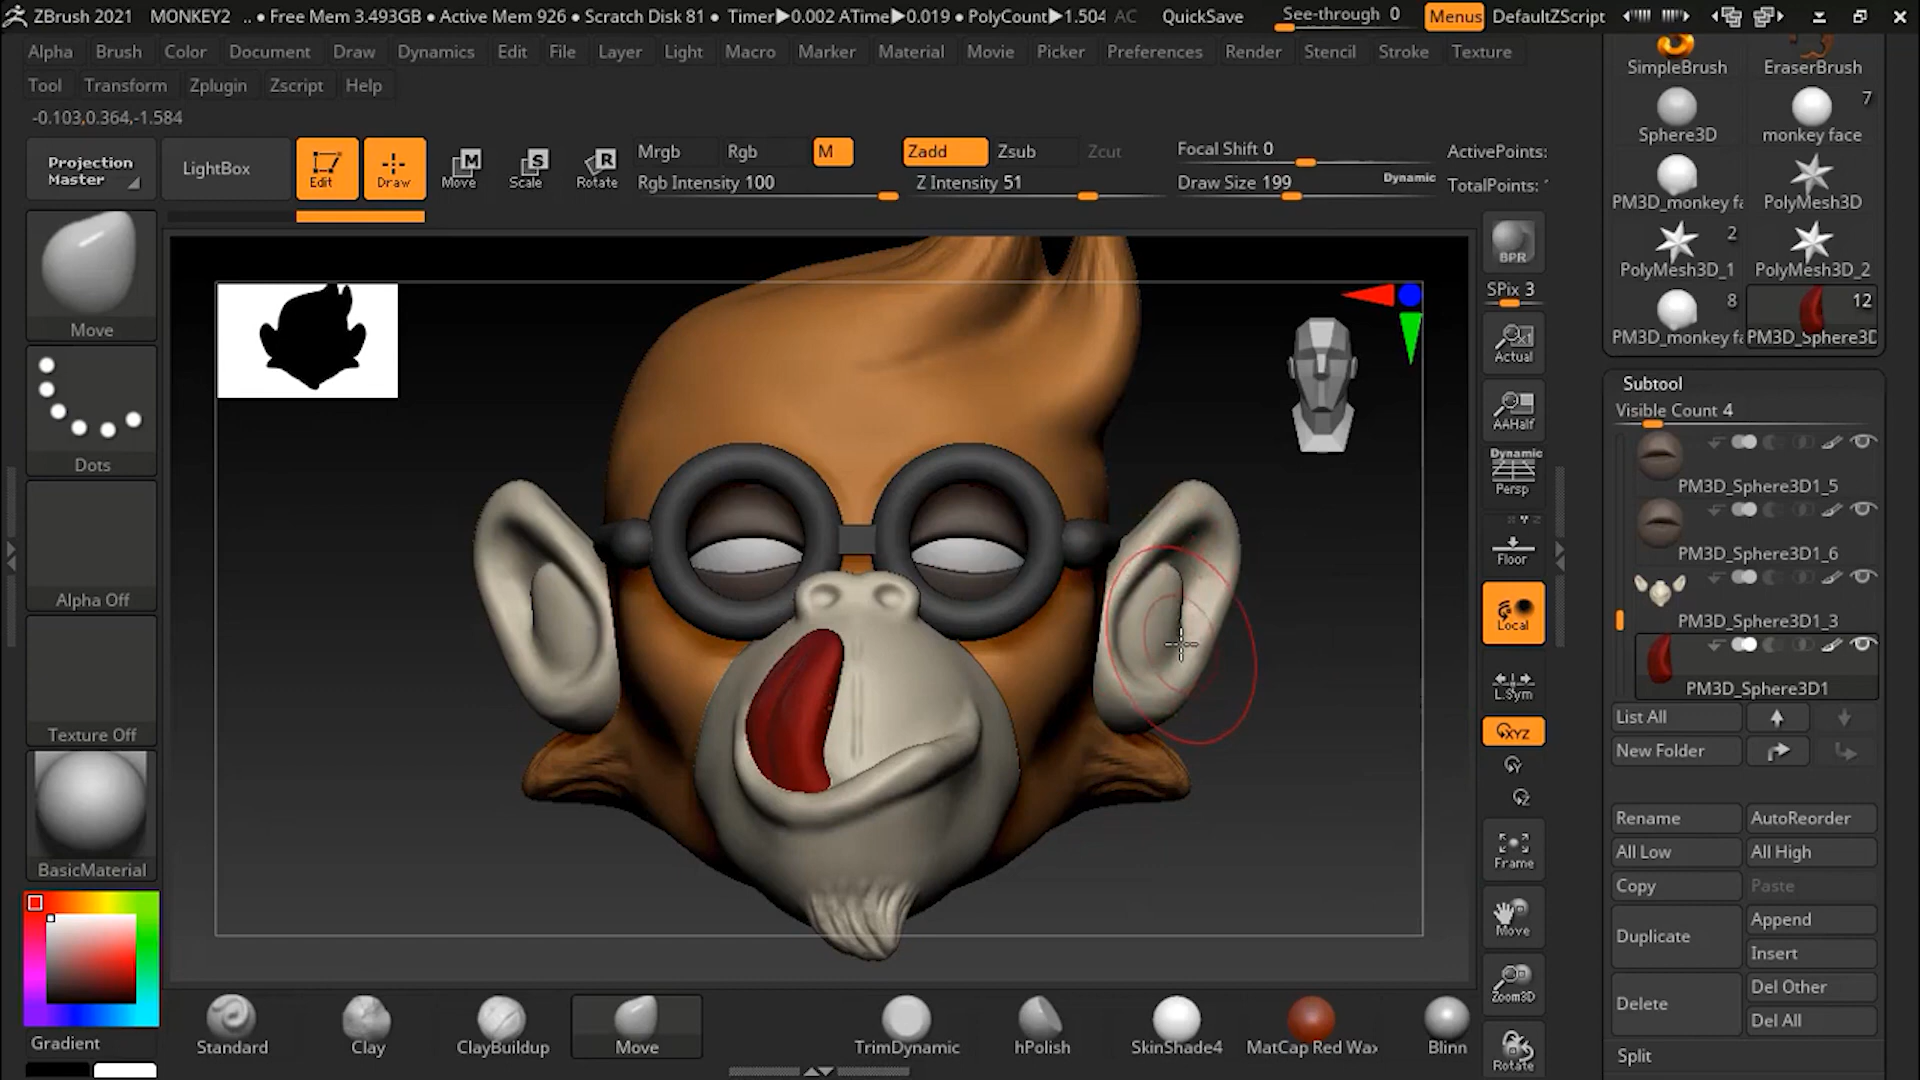 ZBrush 2021 MONKEY2 .. • Free Mem 3.493GB • Active Mem 926 • Scratch Disk 81 • Timer▶0.002 ATime▶0.019 • PolyCount▶1.504 AC QuickSave See-through 0 Menus DefaultZScript
Alpha Brush Color Document Draw Dynamics Edit File Layer Light Macro Marker Material Movie Picker Preferences Render Stencil Stroke Texture
Tool Transform Zplugin Zscript Help
-0.103,0.364,-1.584
Projection Master
LightBox
Edit
Draw
Move
Scale
Rotate
M
S
R
Mrgb Rgb M
Rgb Intensity 100
Zadd Zsub Zcut
Z Intensity 51
Focal Shift 0
Draw Size 199
Dynamic
ActivePoints:
TotalPoints:
Move
Dots
Alpha Off
Texture Off
BasicMaterial
Gradient
BPR
SPix 3
Actual
AAHalf
Dynamic
Persp
Floor
Local
L.Sym
XYZ
Y
Z
Frame
Move
Zoom3D
Rotate
SimpleBrush EraserBrush
7
Sphere3D monkey face
PM3D_monkey fa PolyMesh3D
2
PolyMesh3D_1 PolyMesh3D_2
8 12
PM3D_monkey fa PM3D_Sphere3D
Subtool
Visible Count 4
PM3D_Sphere3D1_5
PM3D_Sphere3D1_6
PM3D_Sphere3D1_3
PM3D_Sphere3D1
List All
New Folder
Rename AutoReorder
All Low All High
Copy Paste
Duplicate Append
Insert
Delete Del Other
Del All
Split
Standard Clay ClayBuildup Move TrimDynamic hPolish SkinShade4 MatCap Red Wax Blinn